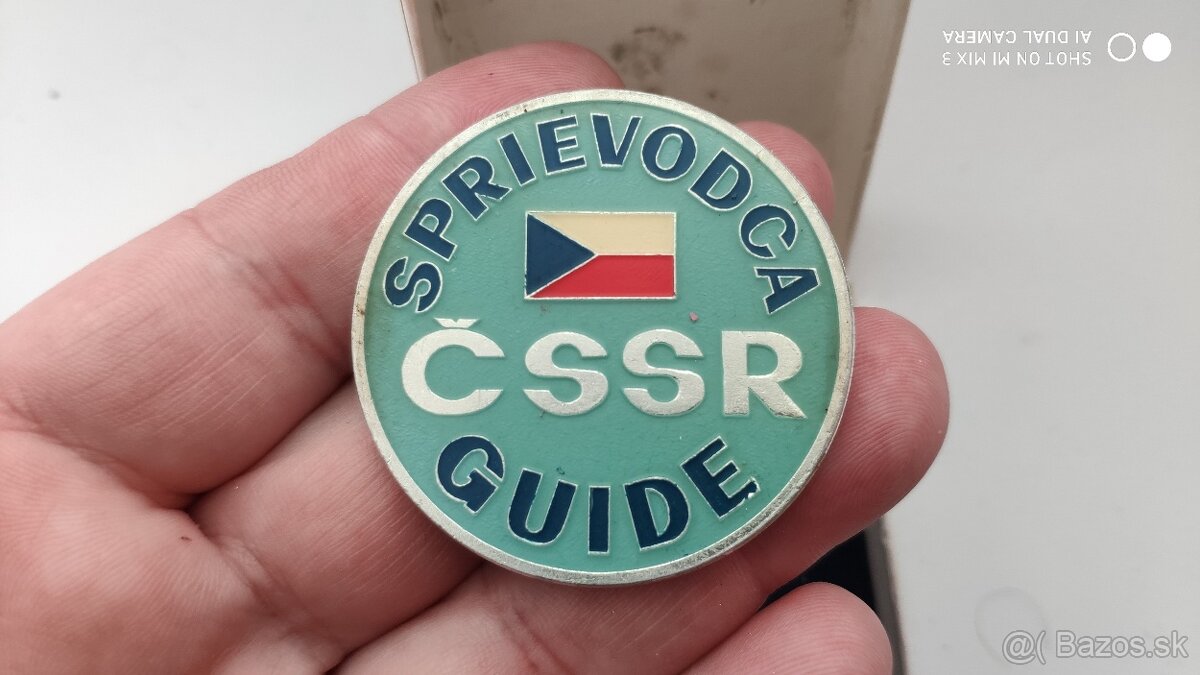 SPRIEVODCA
ČSSR
GUIDE
SHOT ON MI MIX 3
AI DUAL CAMERA
@( Bazos.sk